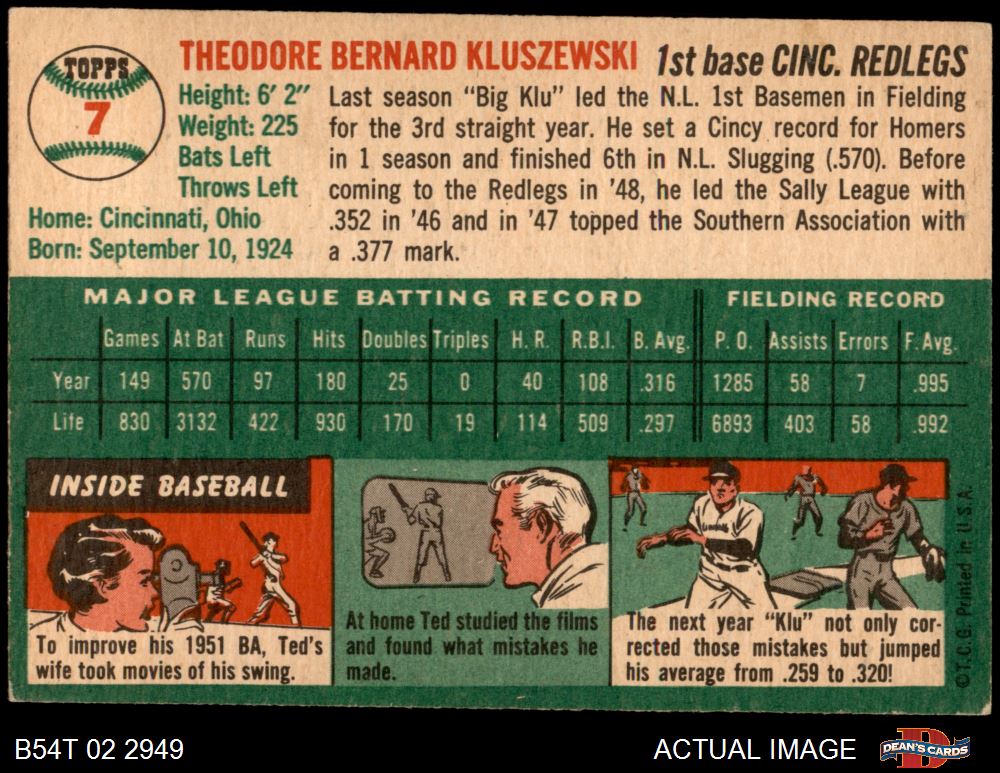 TOPPS
7
THEODORE BERNARD KLUSZEWSKI
1st base CINC. REDLEGS
Height: 6' 2"
Weight: 225
Bats Left
Throws Left
Home: Cincinnati, Ohio
Born: September 10, 1924
Last season "Big Klu" led the N.L. 1st Basemen in Fielding
for the 3rd straight year. He set a Cincy record for Homers
in 1 season and finished 6th in N.L. Slugging (.570). Before
coming to the Redlegs in '48, he led the Sally League with
.352 in '46 and in '47 topped the Southern Association with
a .377 mark.
MAJOR LEAGUE BATTING RECORD FIELDING RECORD
Games At Bat Runs Hits Doubles Triples H. R. R.B.I. B. Avg. P. O. Assists Errors F. Avg.
Year 149 570 97 180 25 0 40 108 .316 1285 58 7 .995
Life 830 3132 422 930 170 19 114 509 .297 6893 403 58 .992
INSIDE BASEBALL
To improve his 1951 BA, Ted's
wife took movies of his swing.
At home Ted studied the films
and found what mistakes he
made.
The next year "Klu" not only cor-
rected those mistakes but jumped
his average from .259 to .320!
© T. C. G. Printed in U. S. A.
B54T 02 2949
ACTUAL IMAGE
DEAN'S CARDS